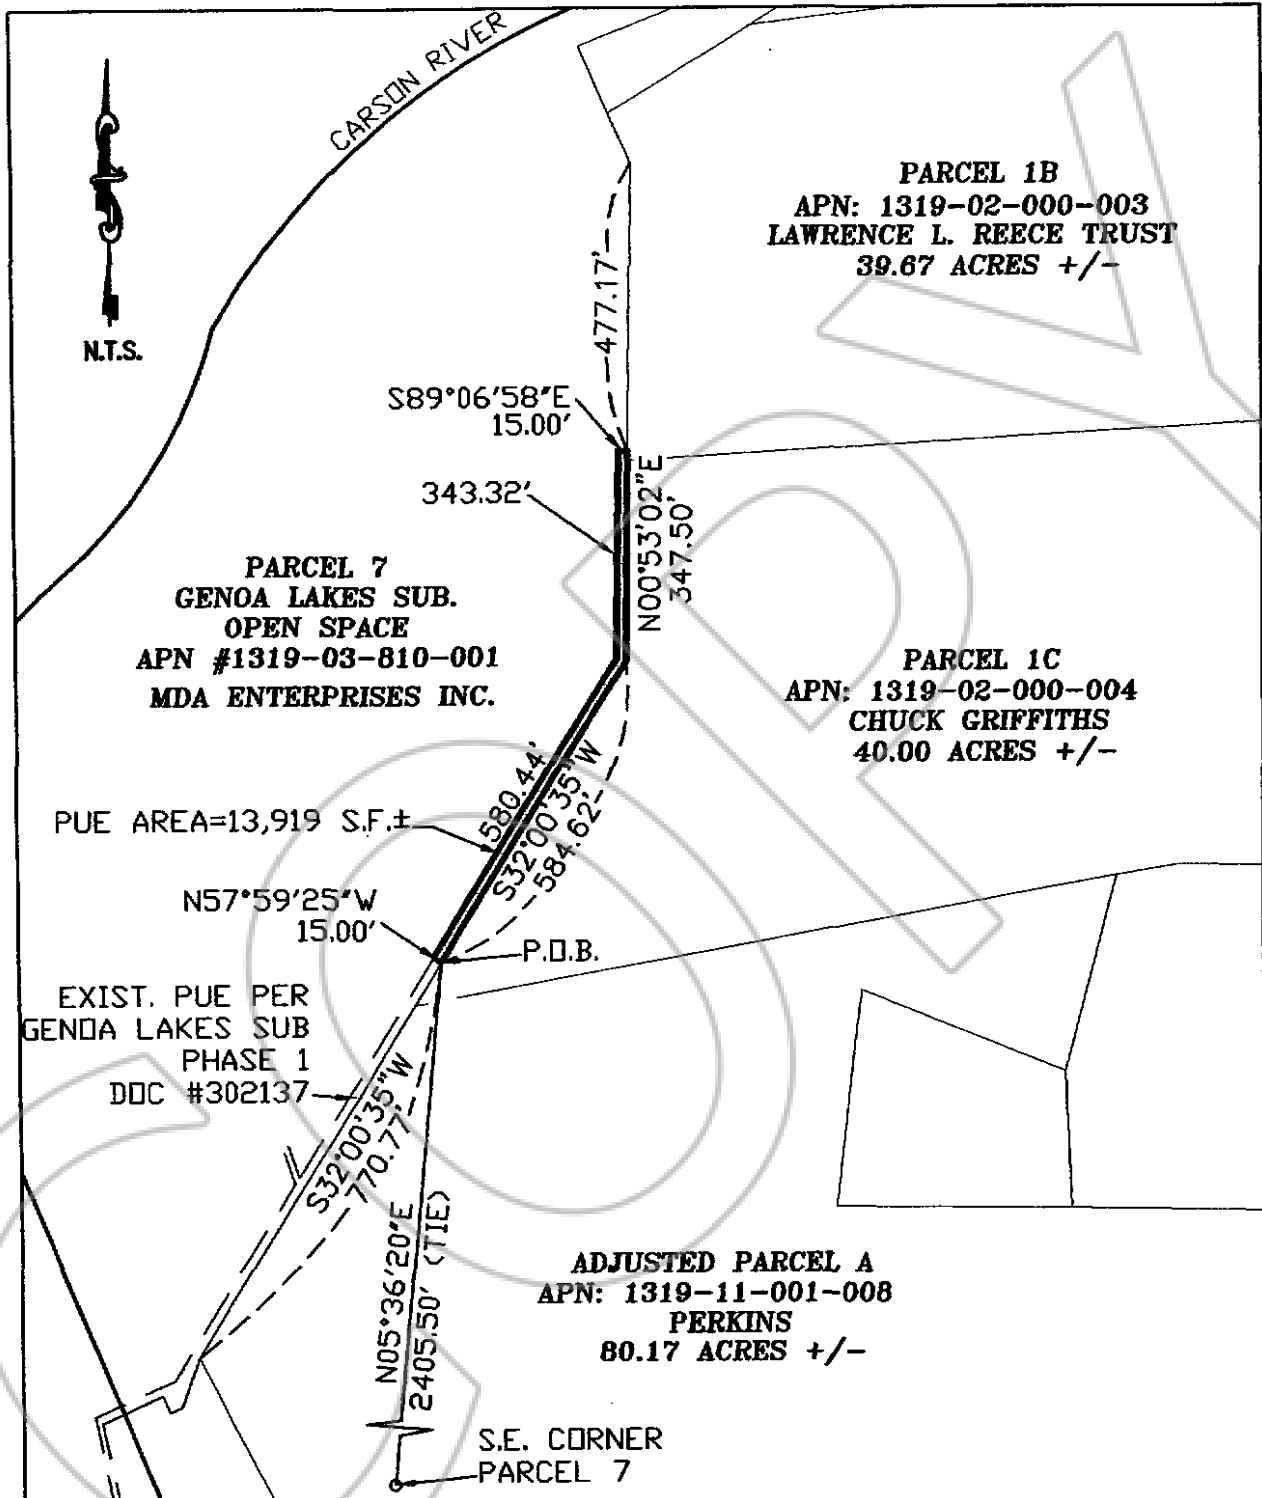 CARSON RIVER
N.T.S.
PARCEL 1B
APN: 1319-02-000-003
LAWRENCE L. REECE TRUST
39.67 ACRES +/-
477.17'
S89°06'58"E
15.00'
343.32'
N00°53'02"E
347.50'
PARCEL 7
GENOA LAKES SUB.
OPEN SPACE
APN #1319-03-810-001
MDA ENTERPRISES INC.
PARCEL 1C
APN: 1319-02-000-004
CHUCK GRIFFITHS
40.00 ACRES +/-
580.44'
S32°00'35"W
584.62'
PUE AREA=13,919 S.F.±
N57°59'25"W
15.00'
P.O.B.
EXIST. PUE PER
GENOA LAKES SUB
PHASE 1
DOC #302137
S32°00'35"W
770.77'
N05°36'20"E
2405.50' (TIE)
ADJUSTED PARCEL A
APN: 1319-11-001-008
PERKINS
80.17 ACRES +/-
S.E. CORNER
PARCEL 7
COPY